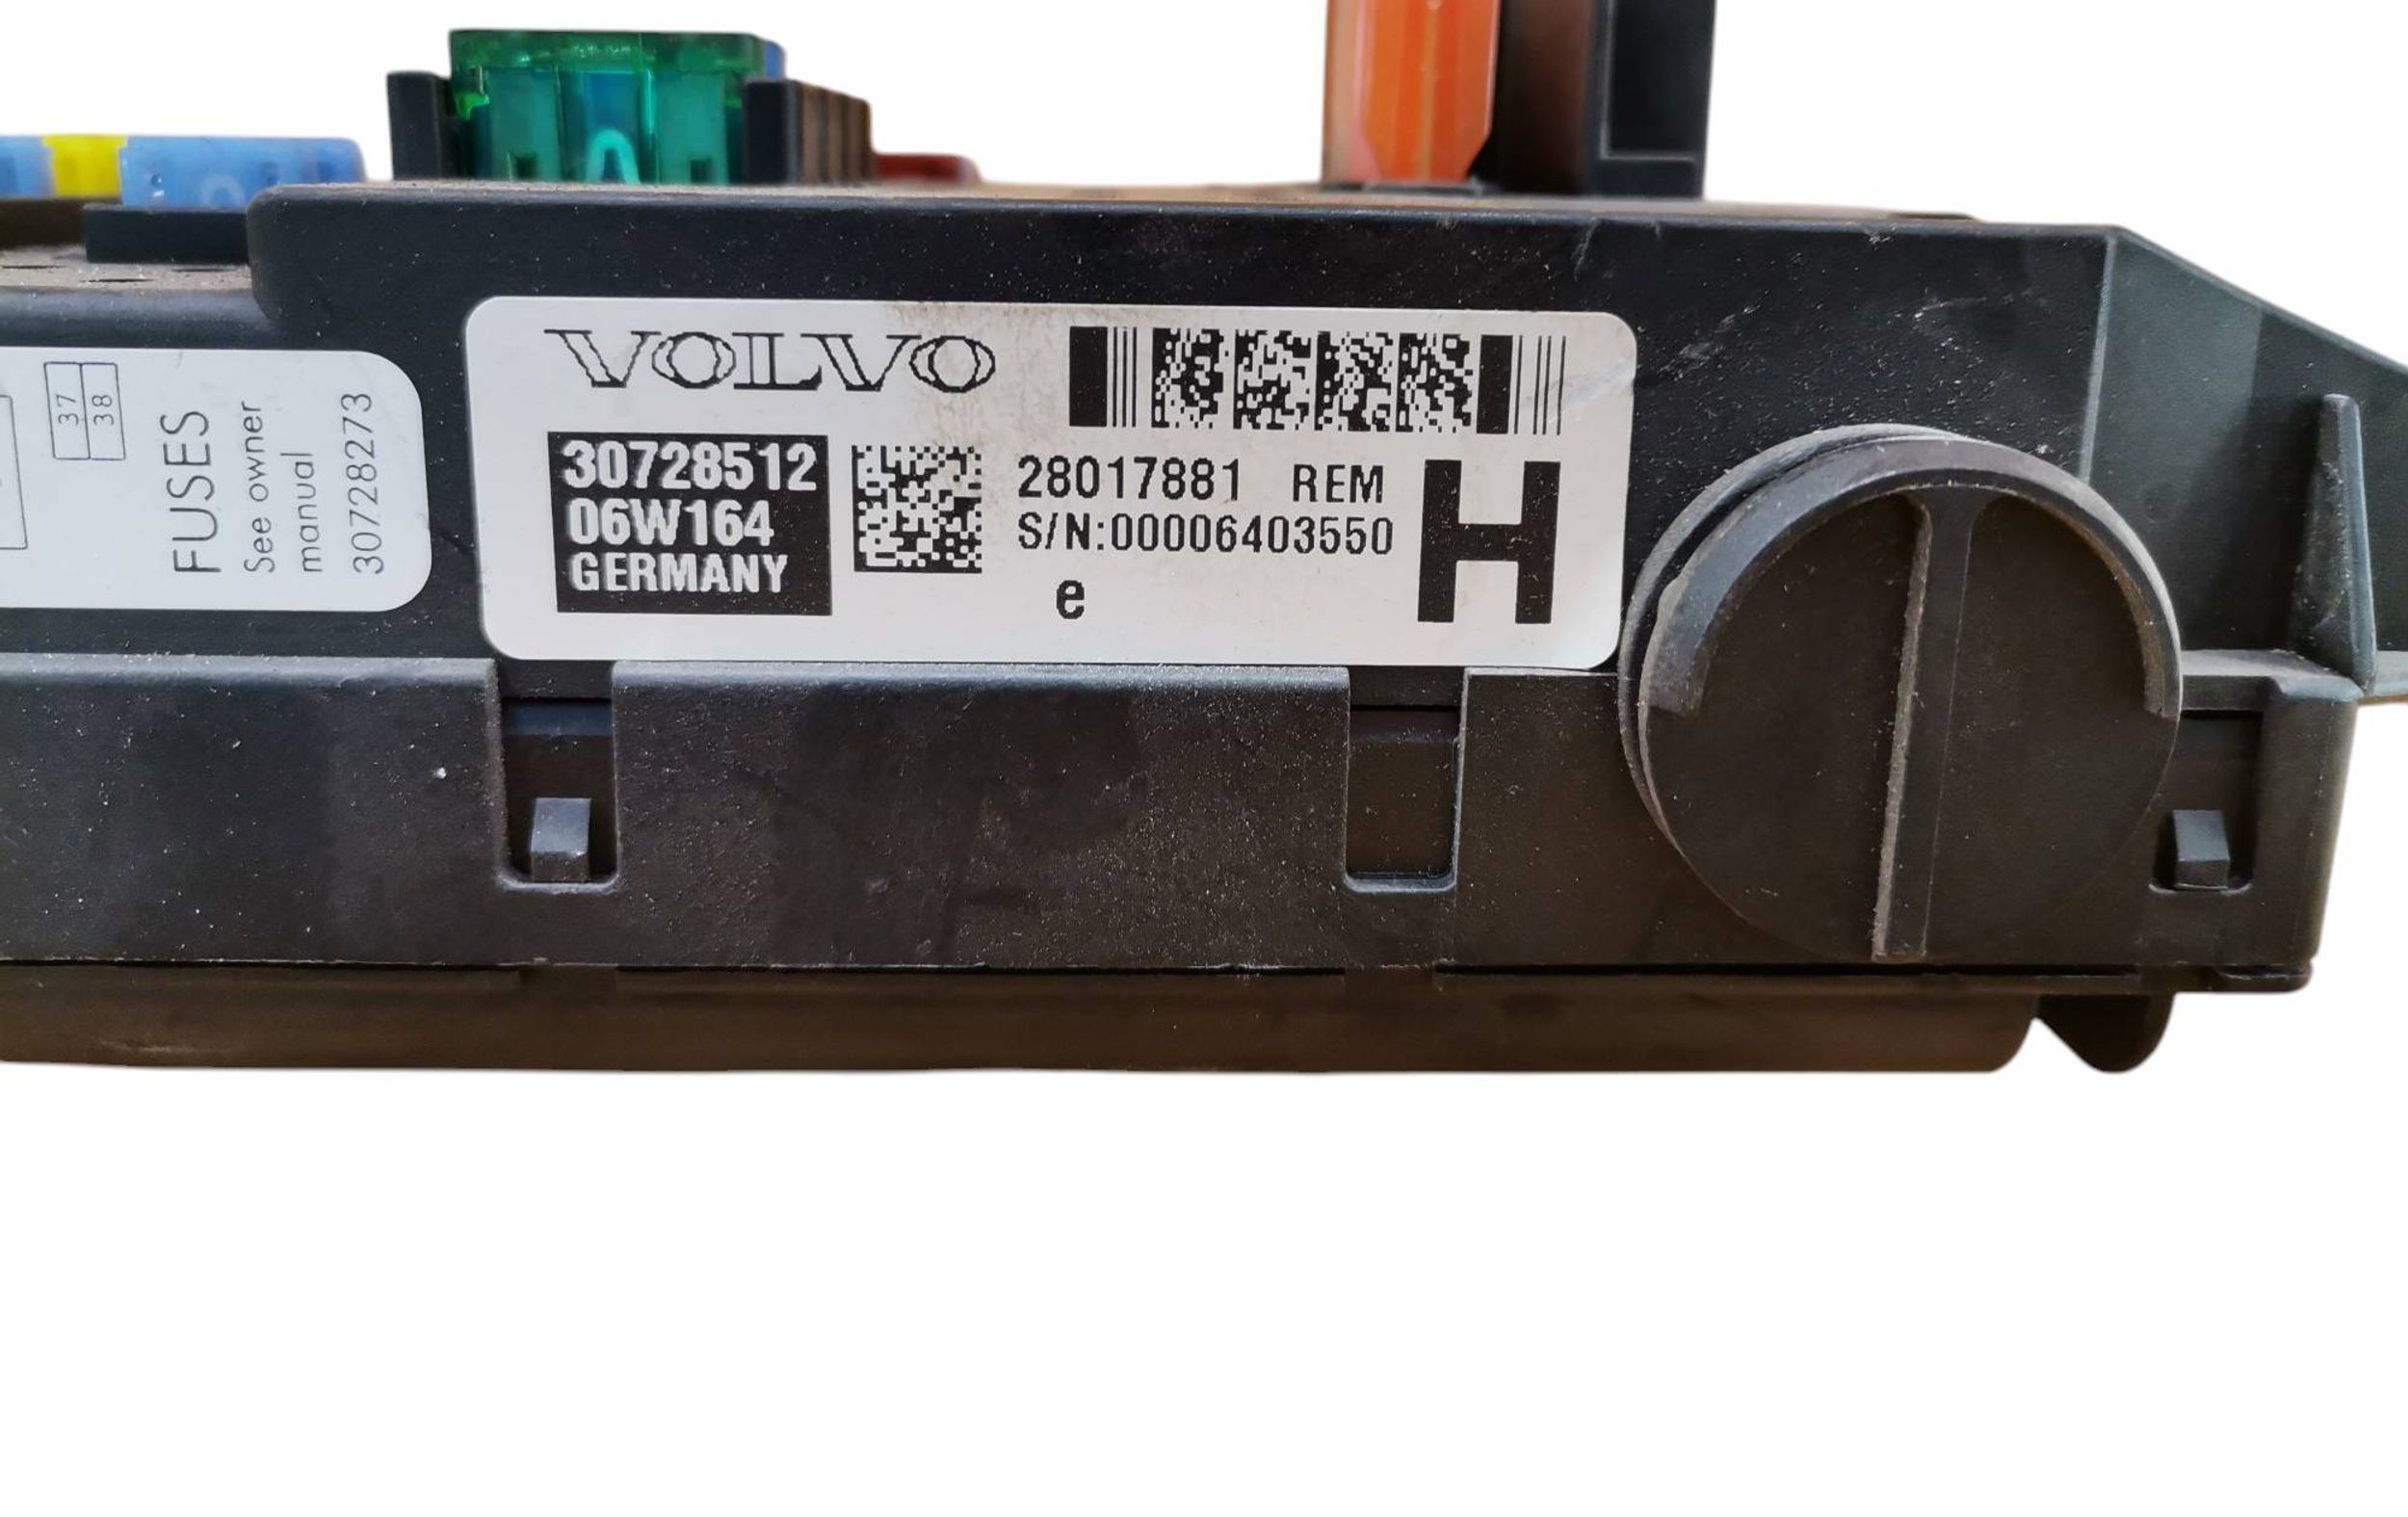 37
38
FUSES
See owner
manual
30728273
VOLVO
30728512
06W164
GERMANY
28017881 REM
S/N:00006403550
e
H